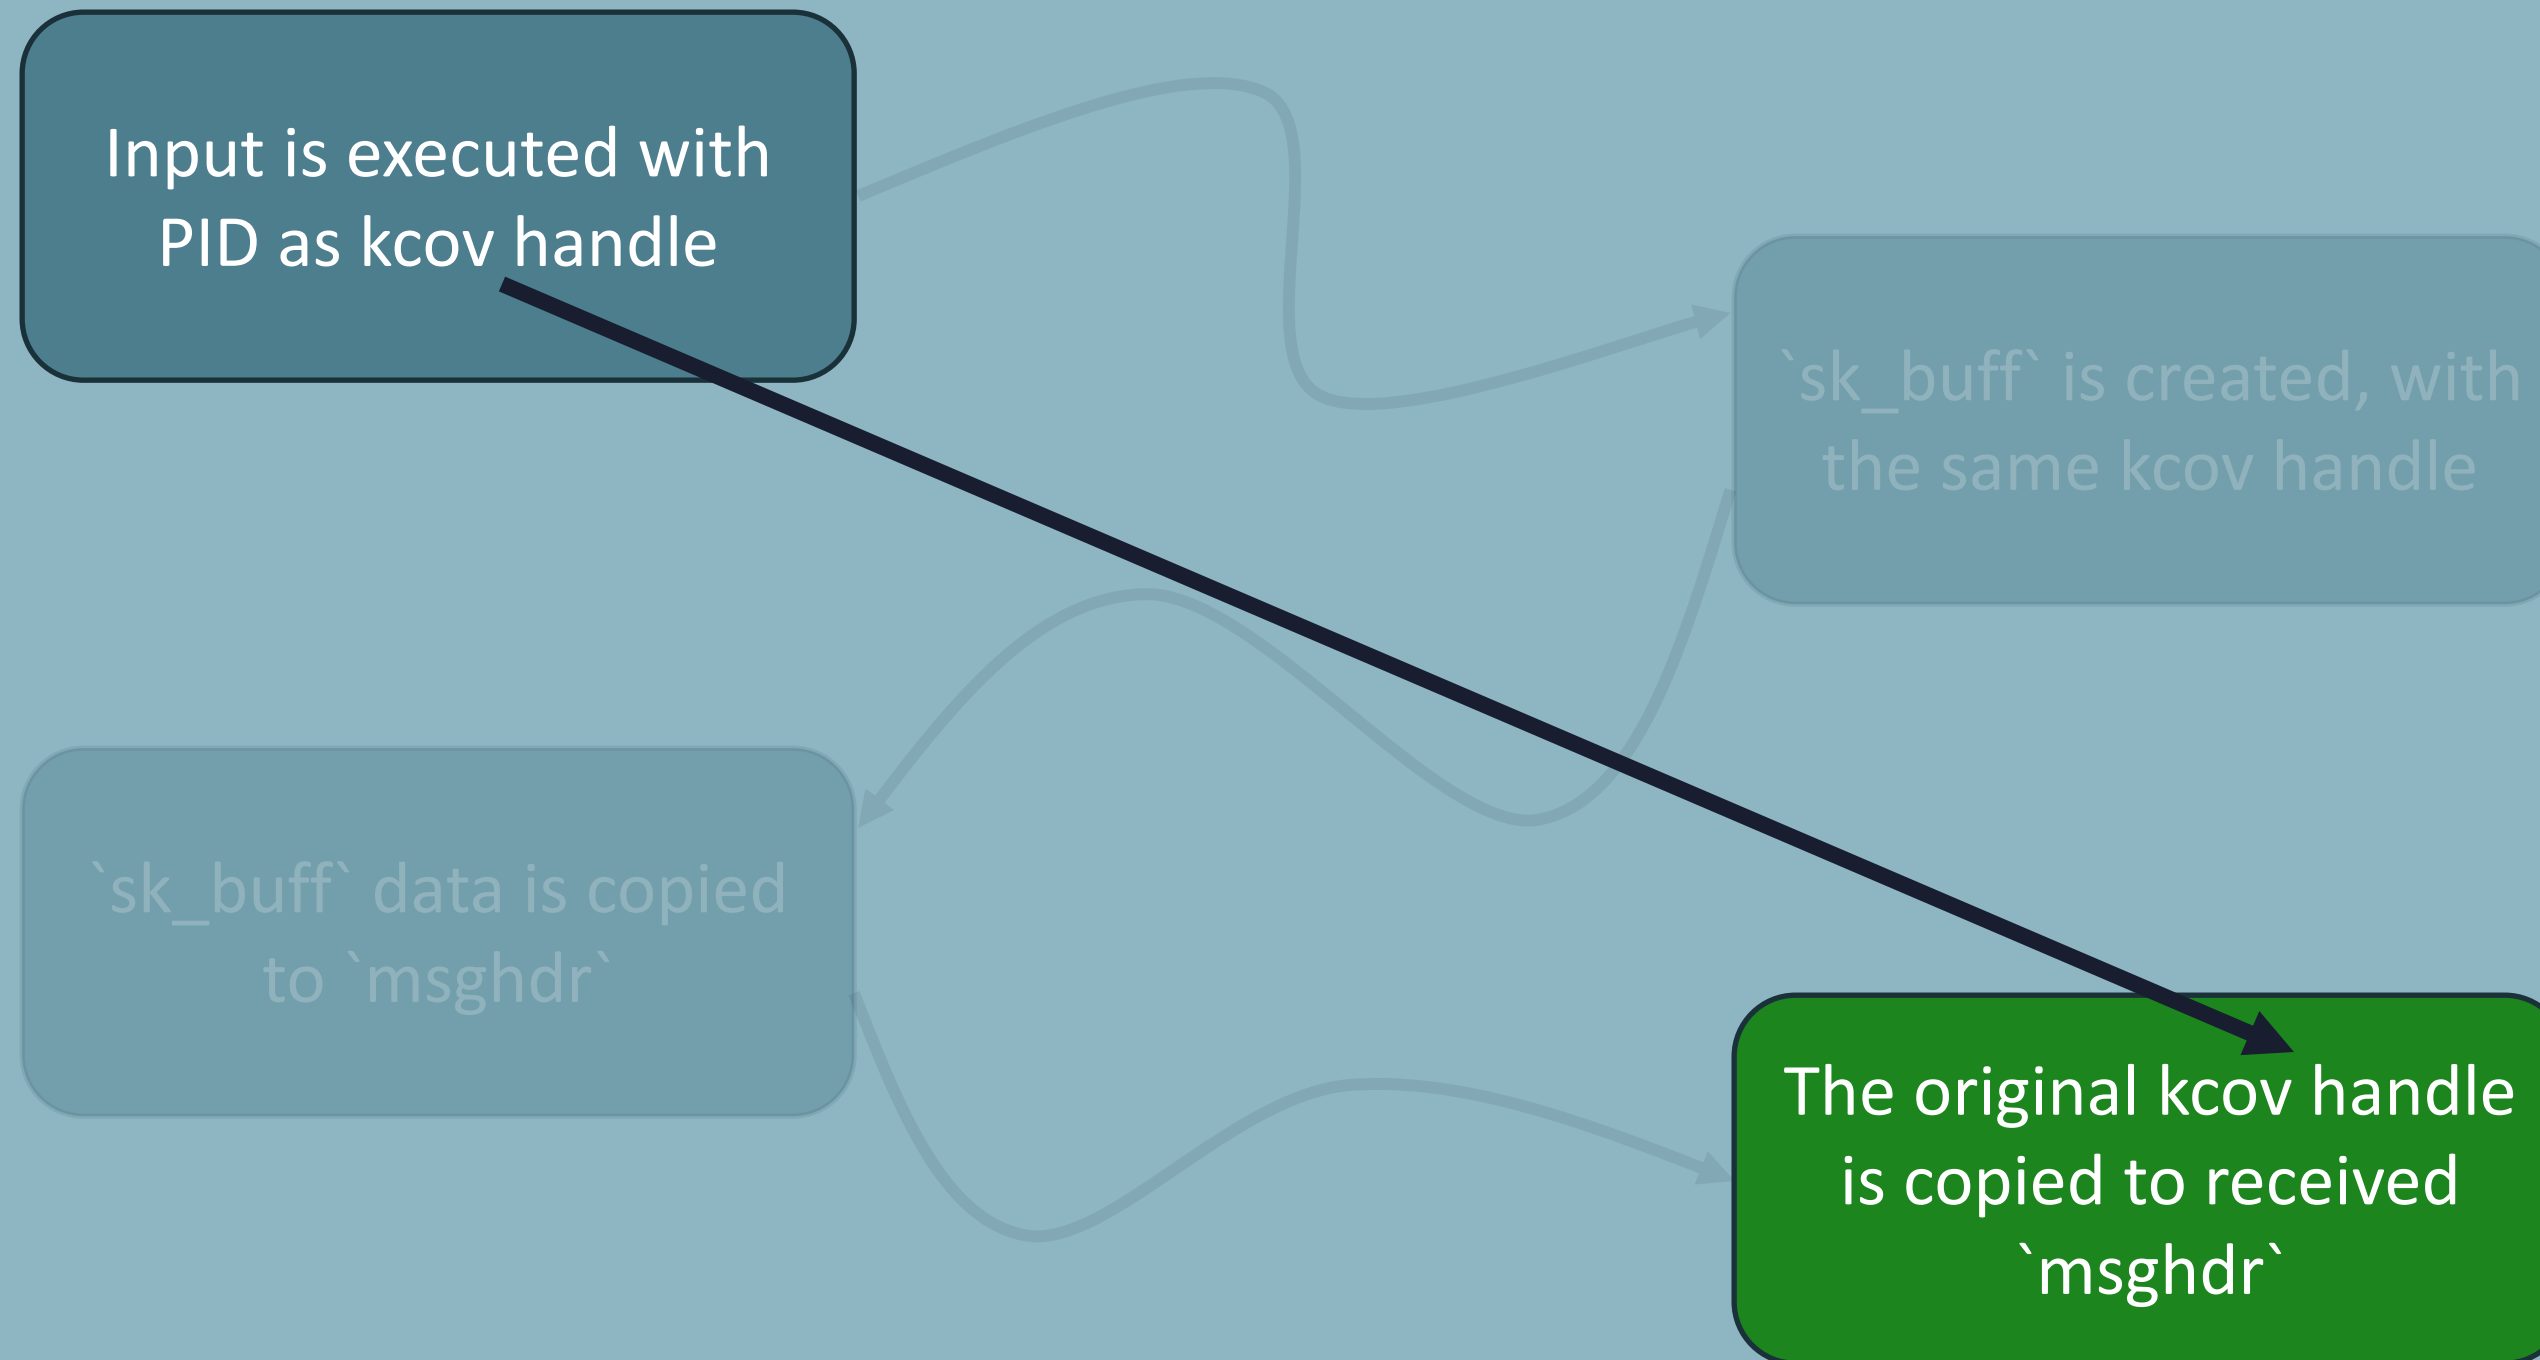 Input is executed with
PID as kcov handle
`sk_buff` is created, with
the same kcov handle
`sk_buff` data is copied
to `msghdr`
The original kcov handle
is copied to received
`msghdr`